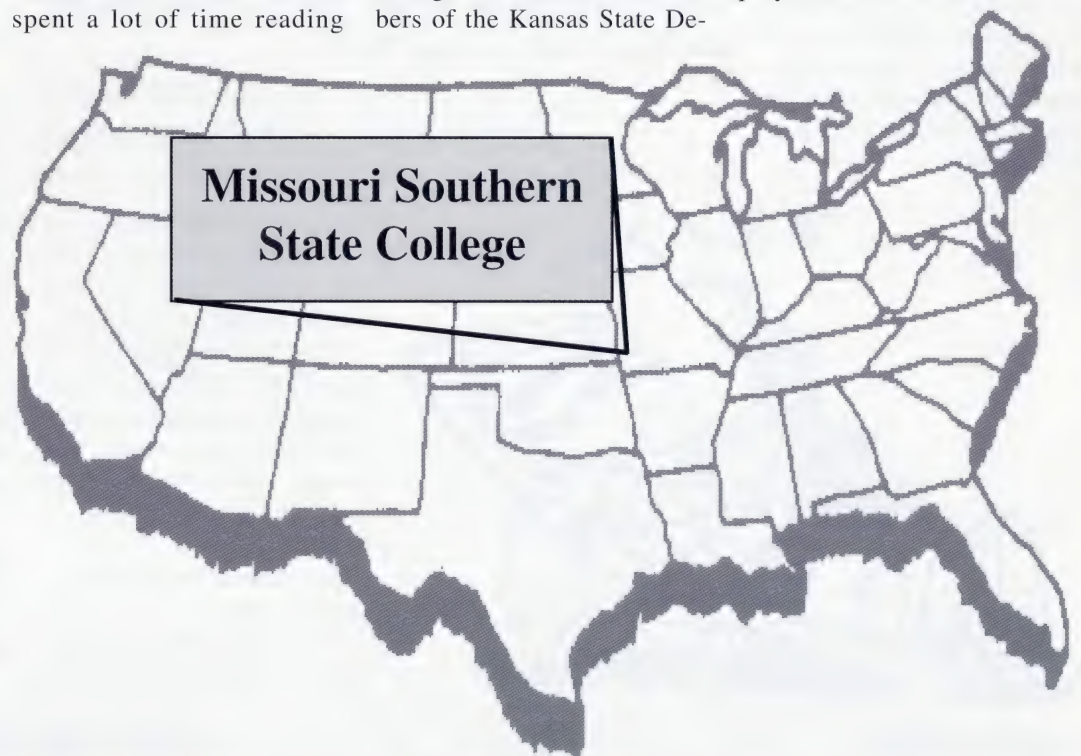 spent a lot of time reading
bers of the Kansas State De-
Missouri Southern
State College